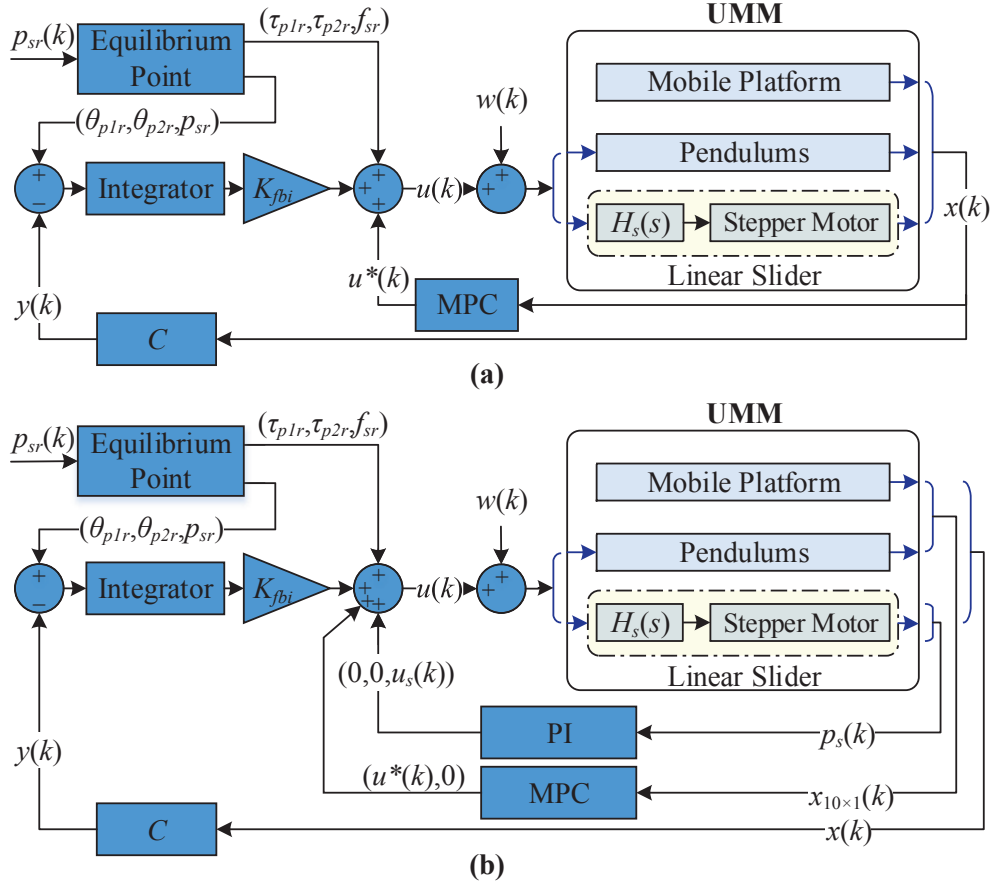 UMM
p_sr(k)
Equilibrium
Point
(τ_p1r,τ_p2r,f_sr)
Mobile Platform
w(k)
(θ_p1r,θ_p2r,p_sr)
Pendulums
+
−
Integrator
K_fbi
+
+ +
u(k)
+
+
H_s(s)
Stepper Motor
x(k)
Linear Slider
u*(k)
MPC
y(k)
C
(a)
UMM
p_sr(k)
Equilibrium
Point
(τ_p1r,τ_p2r,f_sr)
Mobile Platform
w(k)
(θ_p1r,θ_p2r,p_sr)
Pendulums
+
−
Integrator
K_fbi
+
+
++
u(k)
+
+
H_s(s)
Stepper Motor
Linear Slider
(0,0,u_s(k))
PI
p_s(k)
y(k)
(u*(k),0)
MPC
x_10×1(k)
C
x(k)
(b)